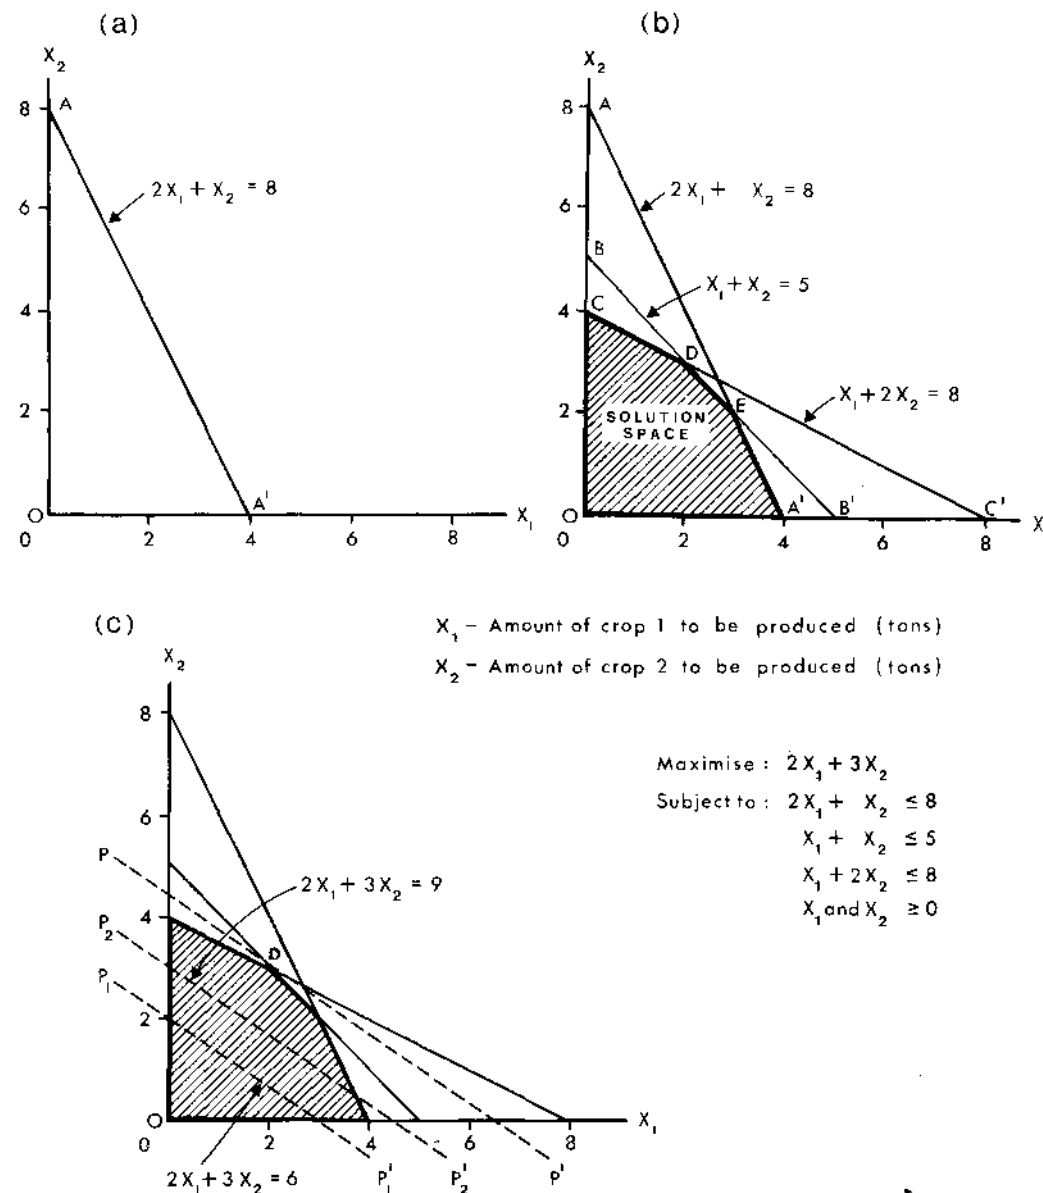 (a)
X₂
8
A
2X₁ + X₂ = 8
6
4
2
O
A'
X₁
0
2
4
6
8
(b)
X₂
8
A
2X₁ + X₂ = 8
6
B
X₁ + X₂ = 5
4
C
D
X₁ + 2X₂ = 8
2
E
SOLUTION
SPACE
O
A'
B'
C'
X
0
2
4
6
8
(c)
X₁ – Amount of crop 1 to be produced (tons)
X₂ – Amount of crop 2 to be produced (tons)
X₂
8
Maximise : 2X₁ + 3X₂
Subject to : 2X₁ + X₂ ≤ 8
X₁ + X₂ ≤ 5
X₁ + 2X₂ ≤ 8
X₁ and X₂ ≥ 0
6
P
2X₁ + 3X₂ = 9
P₂
4
D
P₁
2
O
X₁
0
2
4
6
8
2X₁ + 3X₂ = 6
P₁'
P₂'
P'